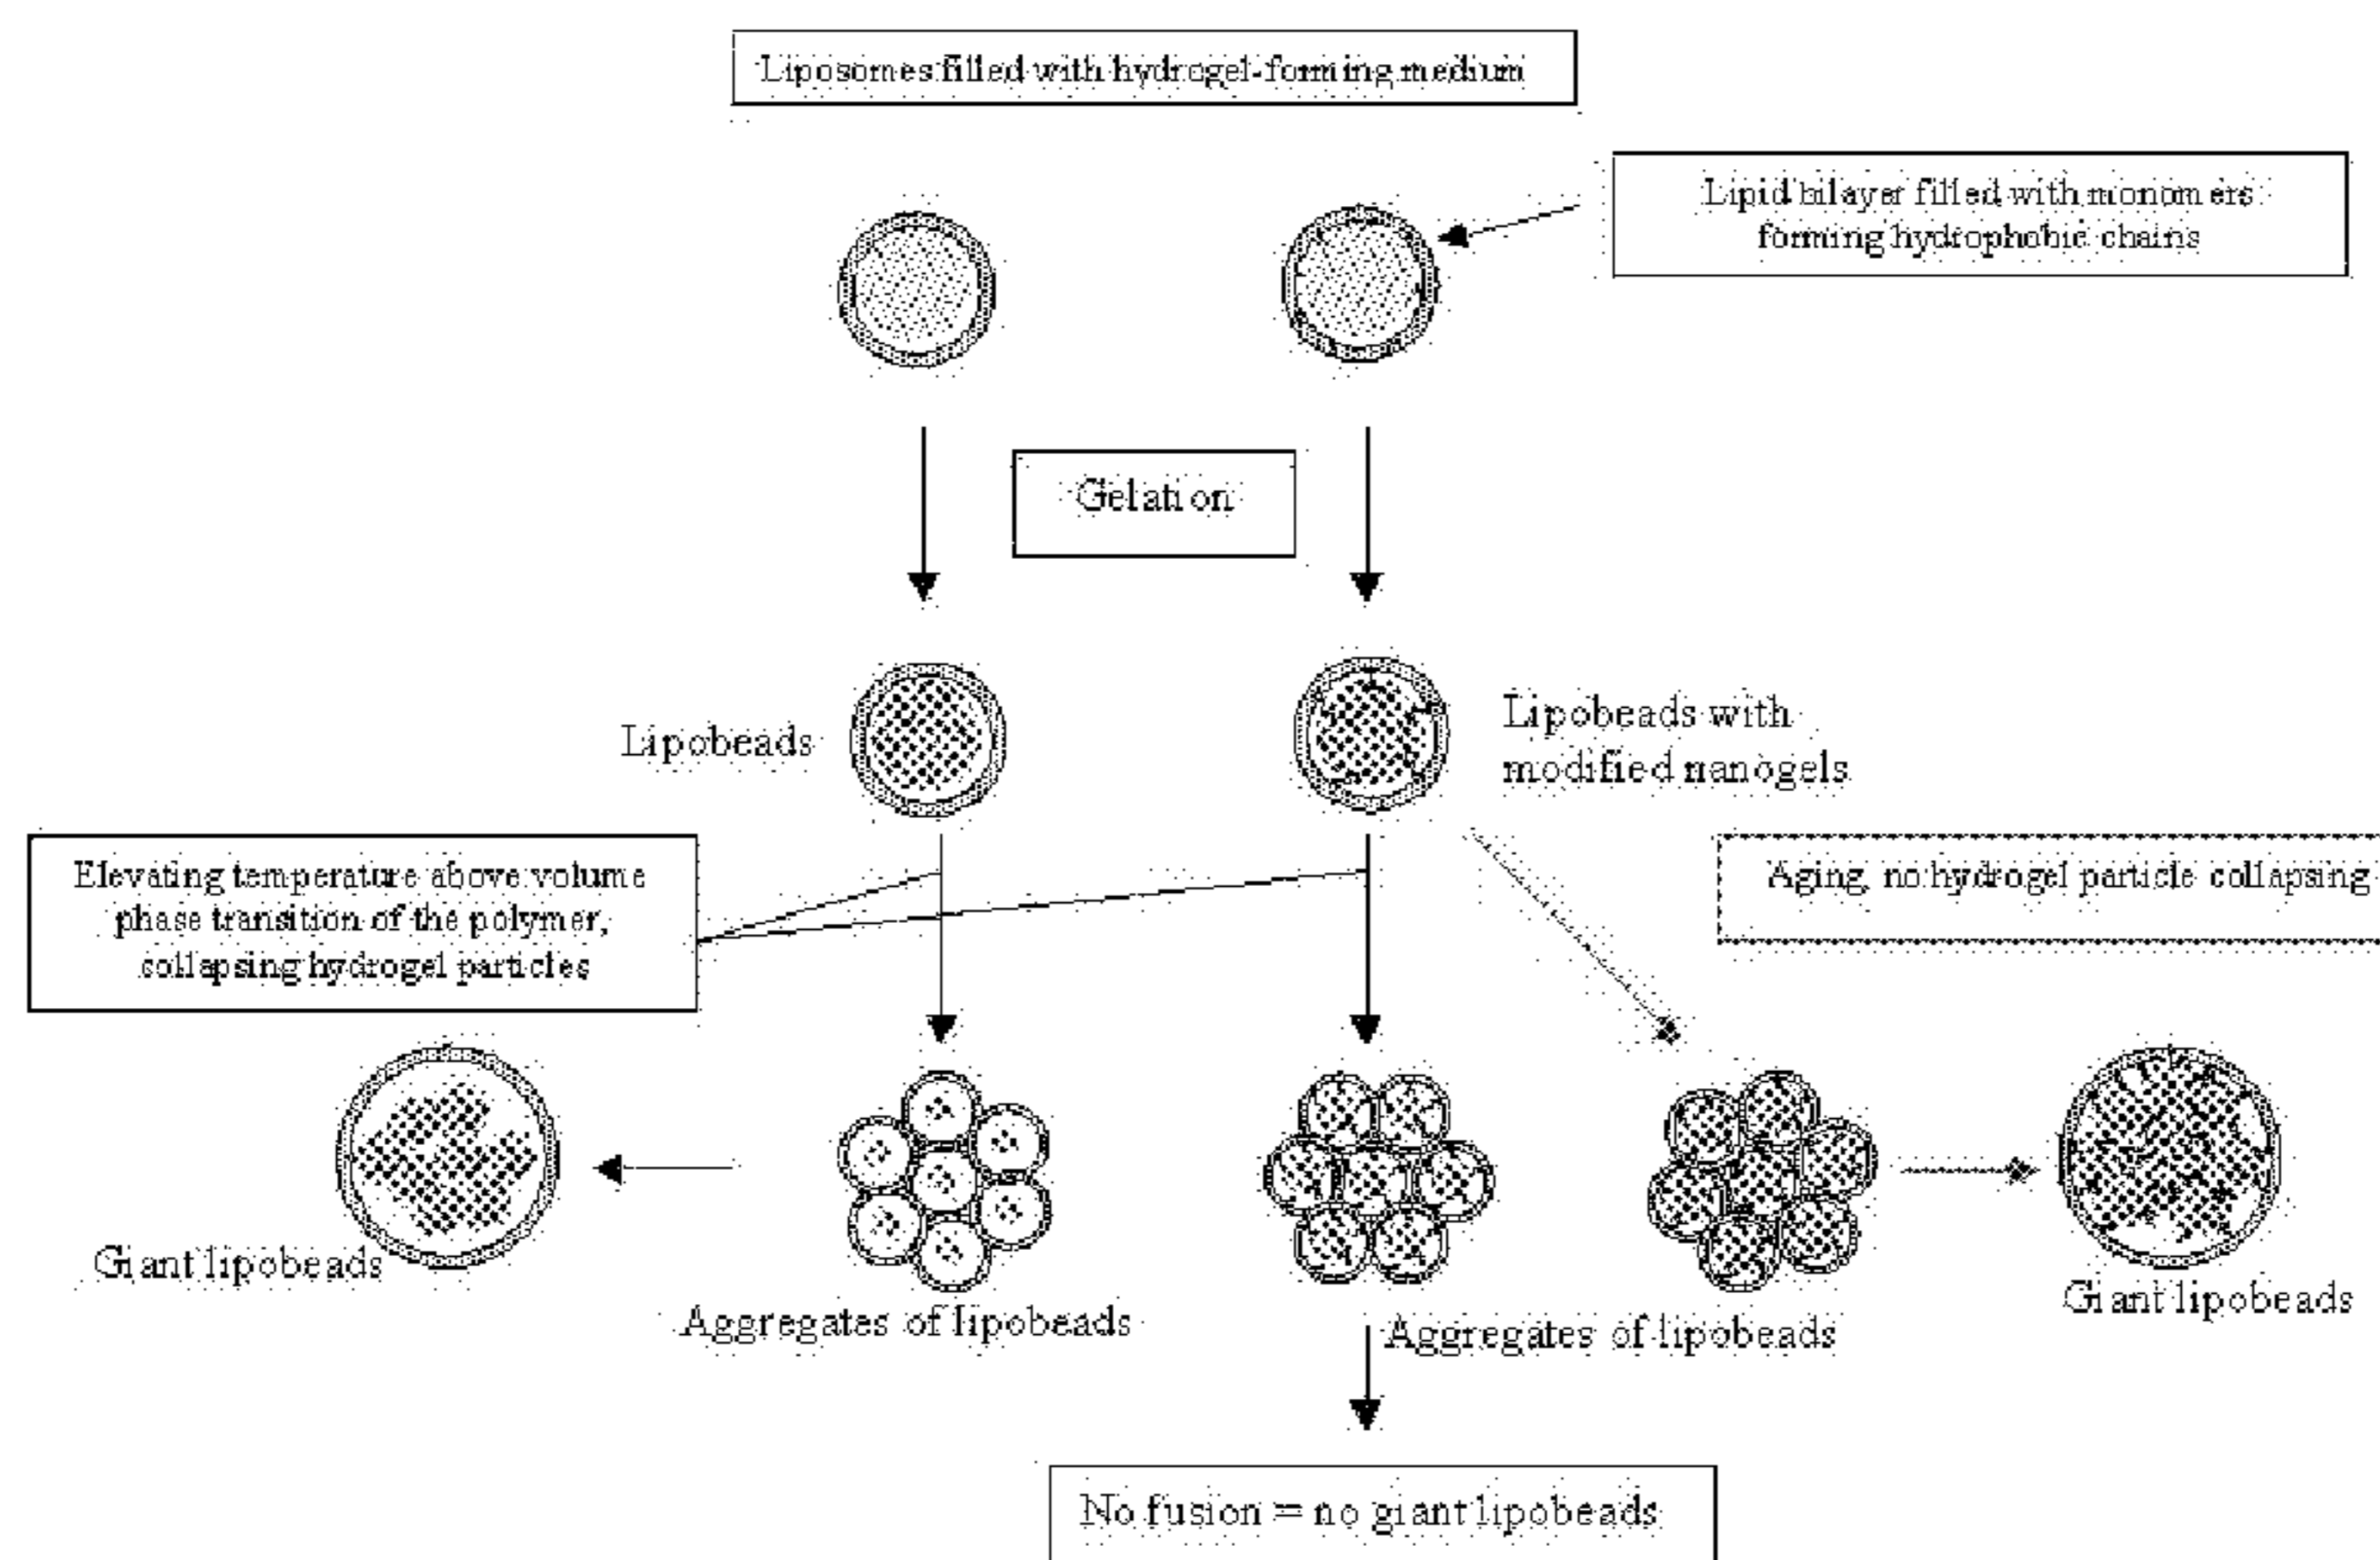 Liposomes filled with hydrogel-forming medium
Lipid bilayer filled with monomers
forming hydrophobic chains
Gelation
Lipobeads
Lipobeads with
modified nanogels
Elevating temperature above volume
phase transition of the polymer,
collapsing hydrogel particles
Aging, no hydrogel particle collapsing
Giant lipobeads
Aggregates of lipobeads
Aggregates of lipobeads
Giant lipobeads
No fusion = no giant lipobeads